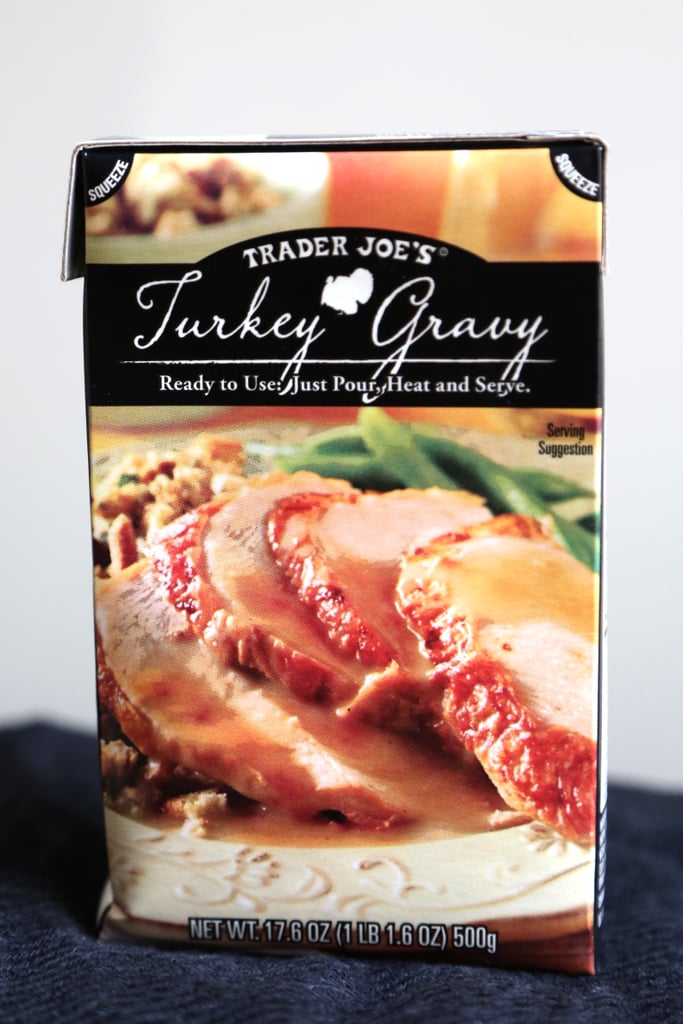 SQUEEZE
SQUEEZE
TRADER JOE'S®
Turkey Gravy
Ready to Use: Just Pour, Heat and Serve.
Serving
Suggestion
NET WT. 17.6 OZ (1 LB 1.6 OZ) 500g